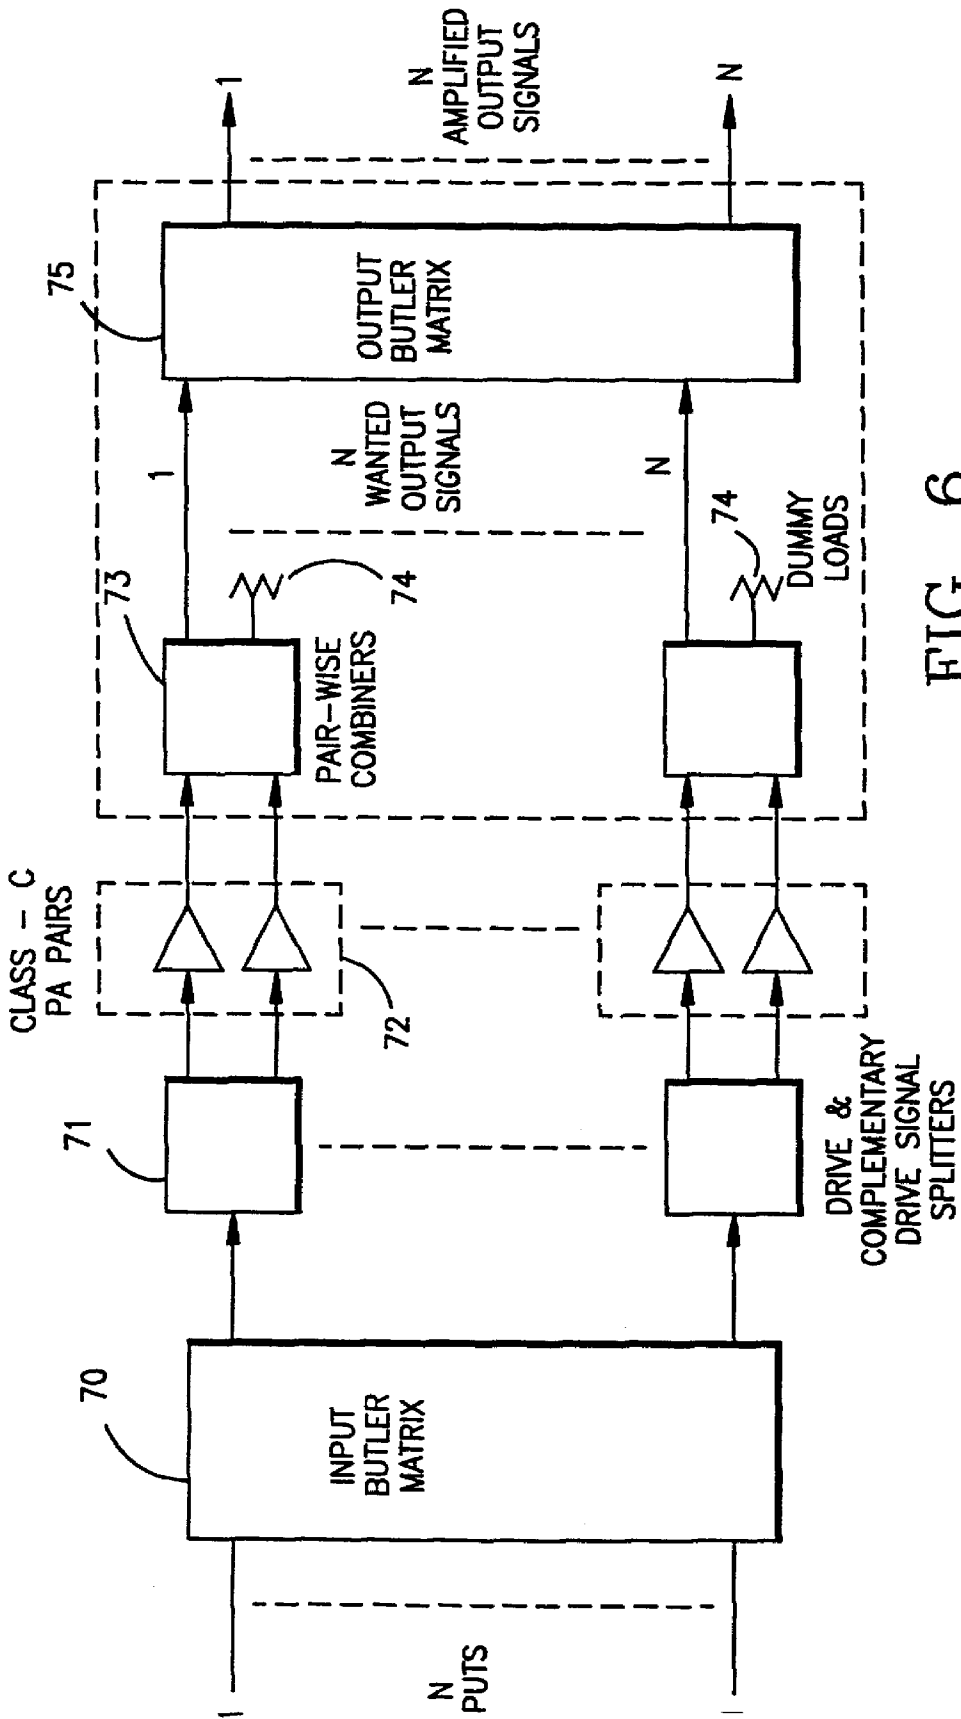 N
PUTS
1
70
INPUT
BUTLER
MATRIX
71
DRIVE &
COMPLEMENTARY
DRIVE SIGNAL
SPLITTERS
CLASS - C
PA PAIRS
72
73
PAIR-WISE
COMBINERS
74
74
DUMMY
LOADS
1
N
WANTED
OUTPUT
SIGNALS
N
75
OUTPUT
BUTLER
MATRIX
1
N
AMPLIFIED
OUTPUT
SIGNALS
N
FIG. 6